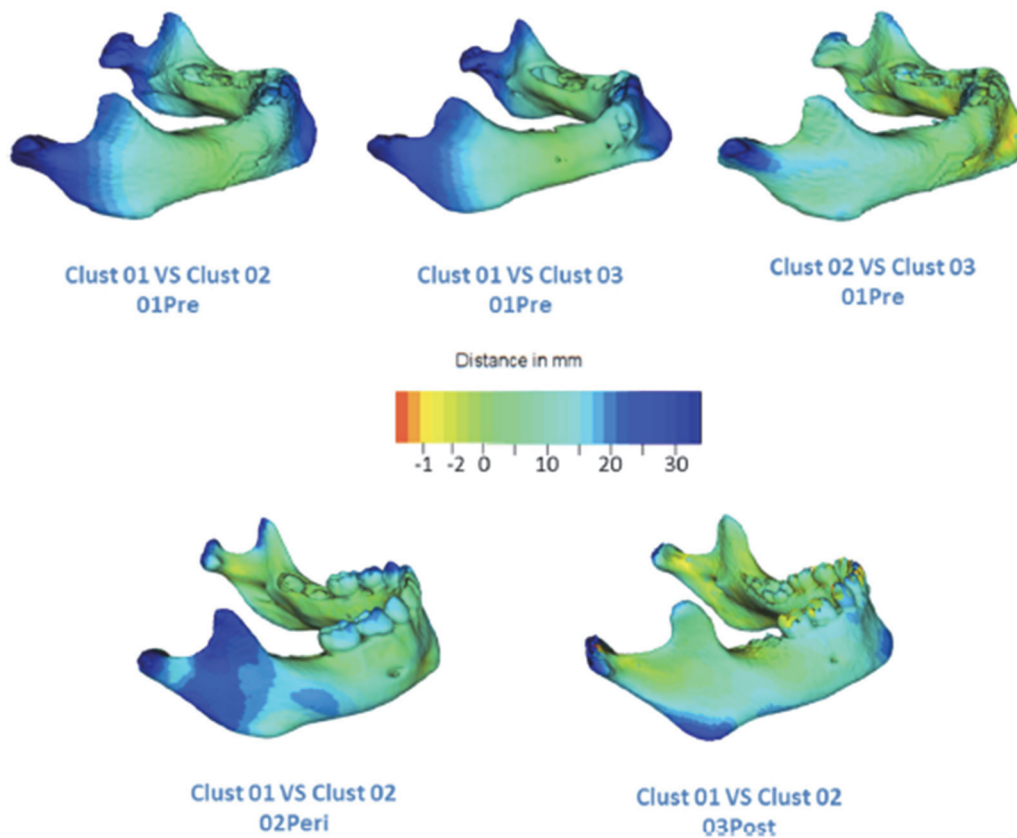 Clust 01 VS Clust 02
01Pre
Clust 01 VS Clust 03
01Pre
Clust 02 VS Clust 03
01Pre
Distance in mm
-1 -2 0 10 20 30
Clust 01 VS Clust 02
02Peri
Clust 01 VS Clust 02
03Post